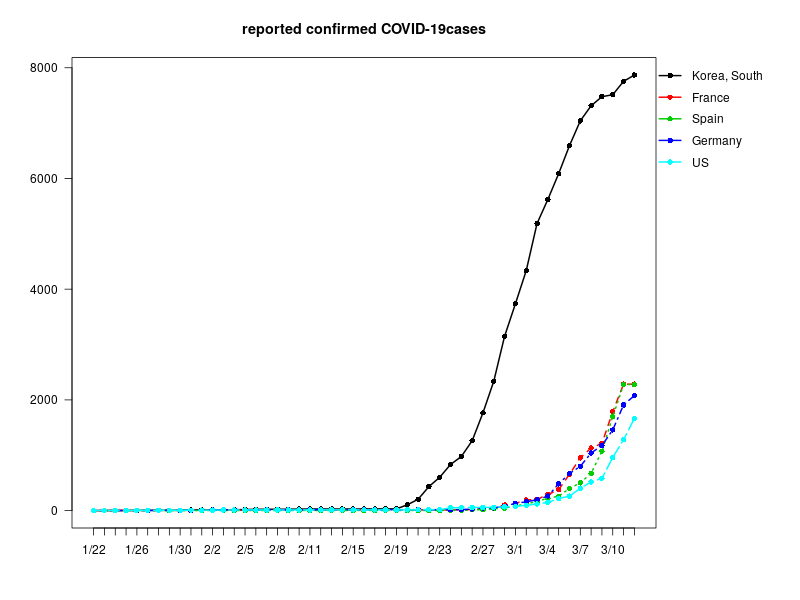 reported confirmed COVID-19cases
8000
6000
4000
2000
0
Korea, South
France
Spain
Germany
US
1/22 1/26 1/30 2/2 2/5 2/8 2/11 2/15 2/19 2/23 2/27 3/1 3/4 3/7 3/10